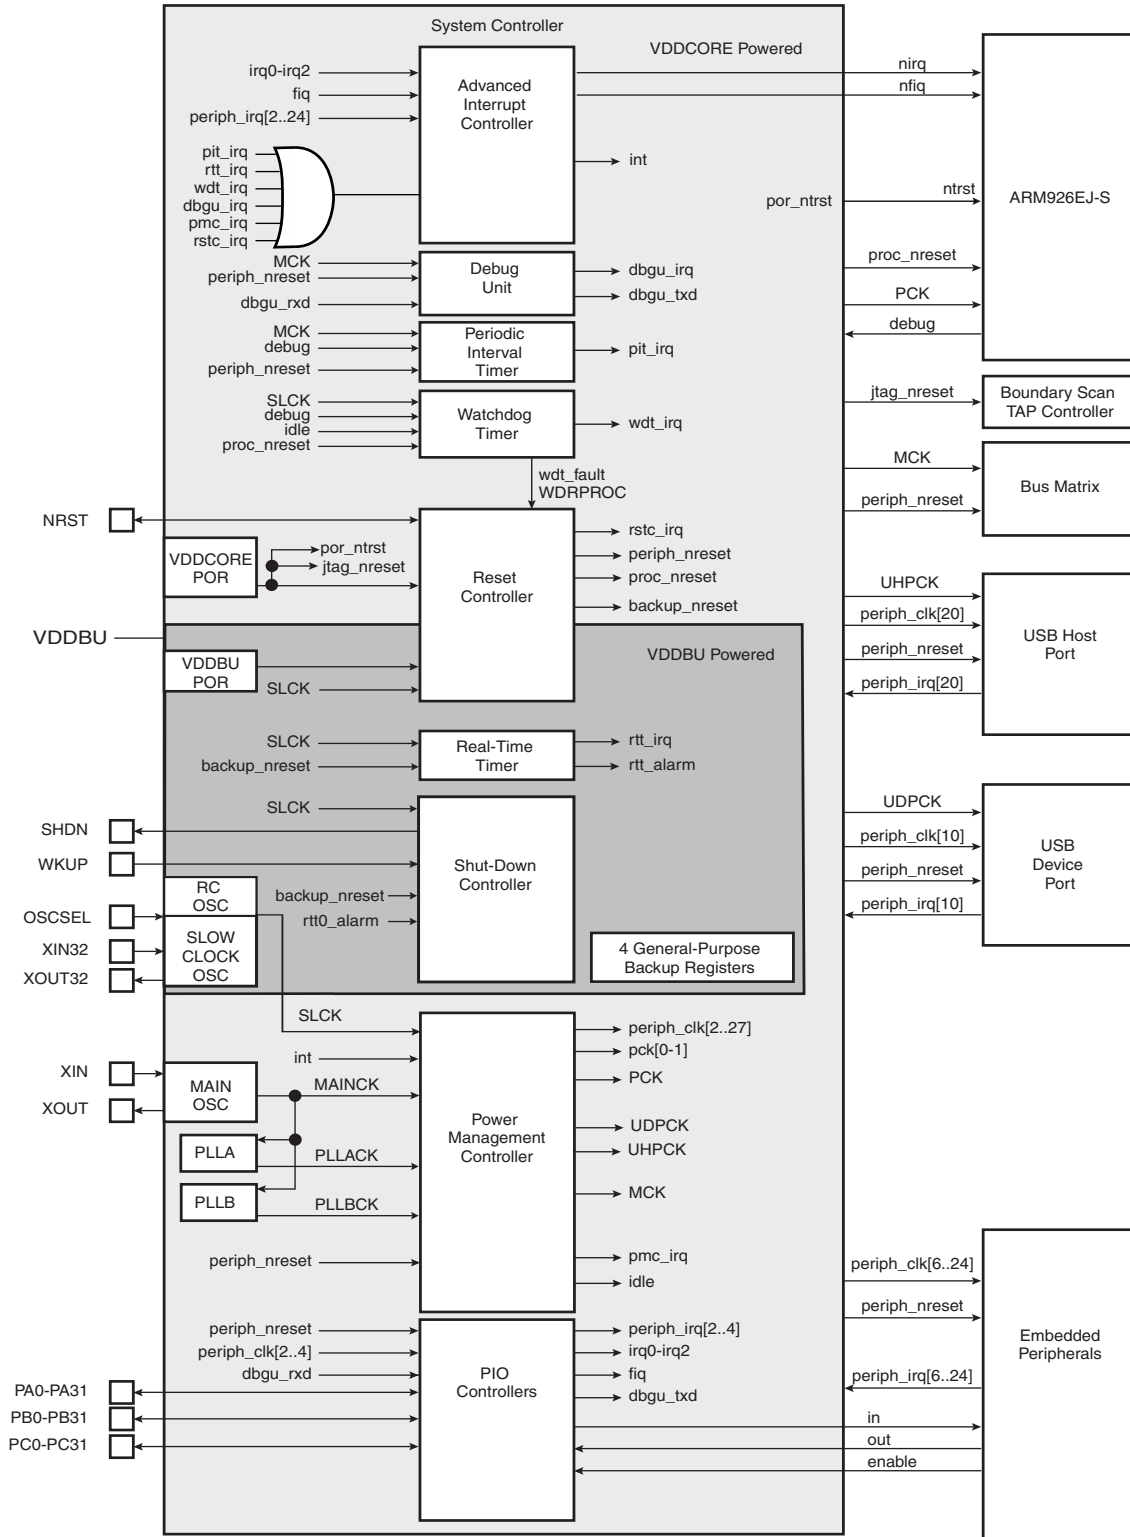 System Controller
VDDCORE Powered
irq0-irq2
fiq
periph_irq[2..24]
Advanced
Interrupt
Controller
nirq
nfiq
int
pit_irq
rtt_irq
wdt_irq
dbgu_irq
pmc_irq
rstc_irq
por_ntrst
ntrst
ARM926EJ-S
proc_nreset
PCK
debug
MCK
periph_nreset
dbgu_rxd
Debug
Unit
dbgu_irq
dbgu_txd
MCK
debug
periph_nreset
Periodic
Interval
Timer
pit_irq
SLCK
debug
idle
proc_nreset
Watchdog
Timer
wdt_irq
jtag_nreset
Boundary Scan
TAP Controller
wdt_fault
WDRPROC
MCK
periph_nreset
Bus Matrix
NRST
VDDCORE
POR
por_ntrst
jtag_nreset
Reset
Controller
rstc_irq
periph_nreset
proc_nreset
backup_nreset
UHPCK
periph_clk[20]
periph_nreset
periph_irq[20]
USB Host
Port
VDDBU
VDDBU
POR
SLCK
VDDBU Powered
SLCK
backup_nreset
Real-Time
Timer
rtt_irq
rtt_alarm
SLCK
SHDN
WKUP
backup_nreset
rtt0_alarm
Shut-Down
Controller
UDPCK
periph_clk[10]
periph_nreset
periph_irq[10]
USB
Device
Port
RC
OSC
OSCSEL
XIN32
XOUT32
SLOW
CLOCK
OSC
4 General-Purpose
Backup Registers
SLCK
int
XIN
XOUT
MAIN
OSC
MAINCK
PLLA
PLLACK
PLLB
PLLBCK
periph_nreset
Power
Management
Controller
periph_clk[2..27]
pck[0-1]
PCK
UDPCK
UHPCK
MCK
pmc_irq
idle
periph_nreset
periph_clk[2..4]
dbgu_rxd
PA0-PA31
PB0-PB31
PC0-PC31
PIO
Controllers
periph_irq[2..4]
irq0-irq2
fiq
dbgu_txd
periph_clk[6..24]
periph_nreset
periph_irq[6..24]
in
out
enable
Embedded
Peripherals